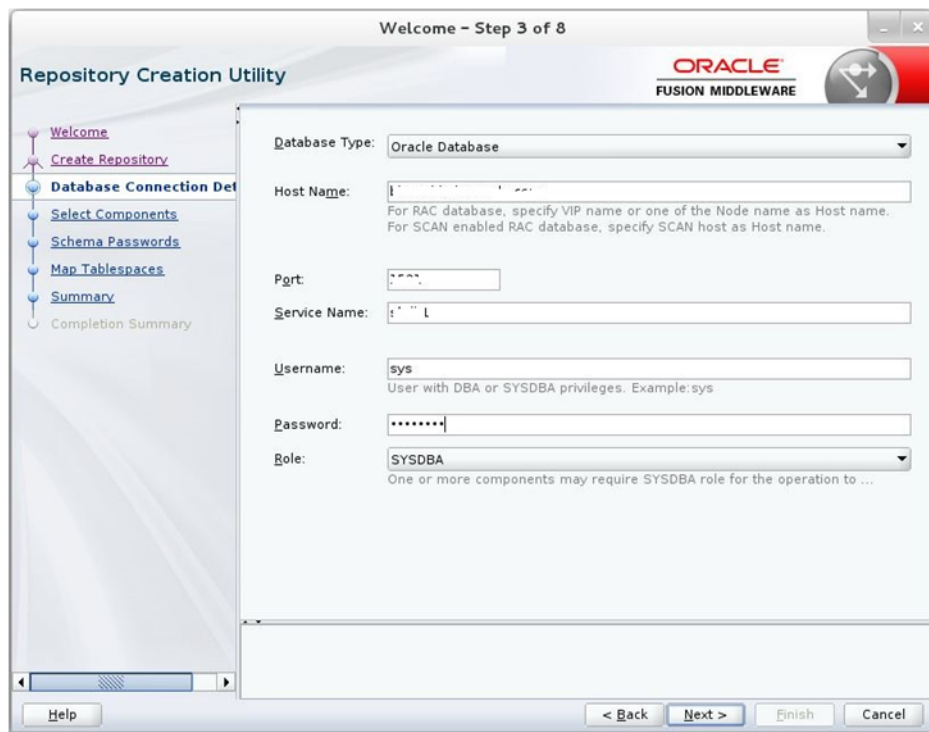 Welcome - Step 3 of 8
Repository Creation Utility
ORACLE
FUSION MIDDLEWARE
Welcome
Create Repository
Database Connection Det
Select Components
Schema Passwords
Map Tablespaces
Summary
Completion Summary
Database Type: Oracle Database
Host Name:
For RAC database, specify VIP name or one of the Node name as Host name.
For SCAN enabled RAC database, specify SCAN host as Host name.
Port:
Service Name:
Username: sys
User with DBA or SYSDBA privileges. Example:sys
Password: ••••••••
Role: SYSDBA
One or more components may require SYSDBA role for the operation to ...
Help
< Back Next > Finish Cancel